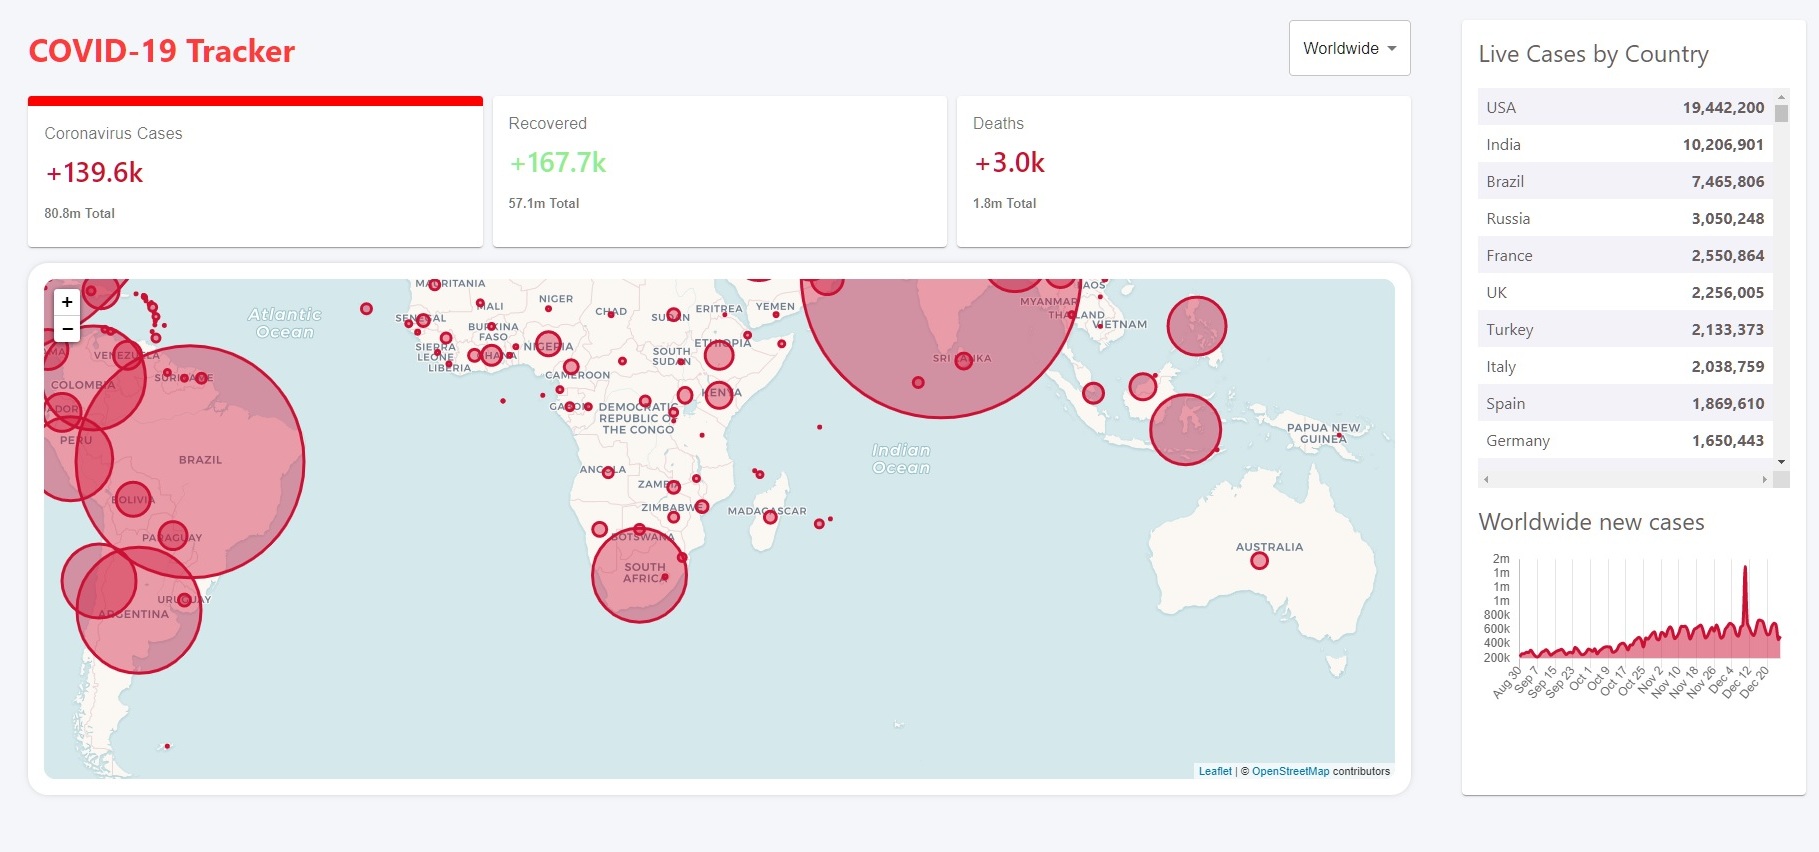 COVID-19 Tracker
Worldwide
Coronavirus Cases
+139.6k
80.8m Total
Recovered
+167.7k
57.1m Total
Deaths
+3.0k
1.8m Total
+
−
Atlantic
Ocean
MAURITANIA
MALI
NIGER
CHAD
SUDAN
ERITREA
YEMEN
SENEGAL
BURKINA
FASO
SIERRA
LEONE
LIBERIA
GHANA
NIGERIA
CAMEROON
SOUTH
SUDAN
ETHIOPIA
KENYA
GABON
DEMOCRATIC
REPUBLIC OF
THE CONGO
ANGOLA
ZAMBIA
ZIMBABWE
MADAGASCAR
BOTSWANA
SOUTH
AFRICA
VENEZUELA
COLOMBIA
SURINAME
ADOR
PERU
BRAZIL
BOLIVIA
PARAGUAY
URUGUAY
ARGENTINA
Indian
Ocean
SRI LANKA
MYANMAR
LAOS
THAILAND
VIETNAM
PAPUA NEW
GUINEA
AUSTRALIA
Leaflet | © OpenStreetMap contributors
Live Cases by Country
USA 19,442,200
India 10,206,901
Brazil 7,465,806
Russia 3,050,248
France 2,550,864
UK 2,256,005
Turkey 2,133,373
Italy 2,038,759
Spain 1,869,610
Germany 1,650,443
Worldwide new cases
2m
1m
1m
1m
800k
600k
400k
200k
Aug 30 Sep 7 Sep 15 Sep 23 Oct 1 Oct 9 Oct 17 Oct 25 Nov 2 Nov 10 Nov 18 Nov 26 Dec 4 Dec 12 Dec 20